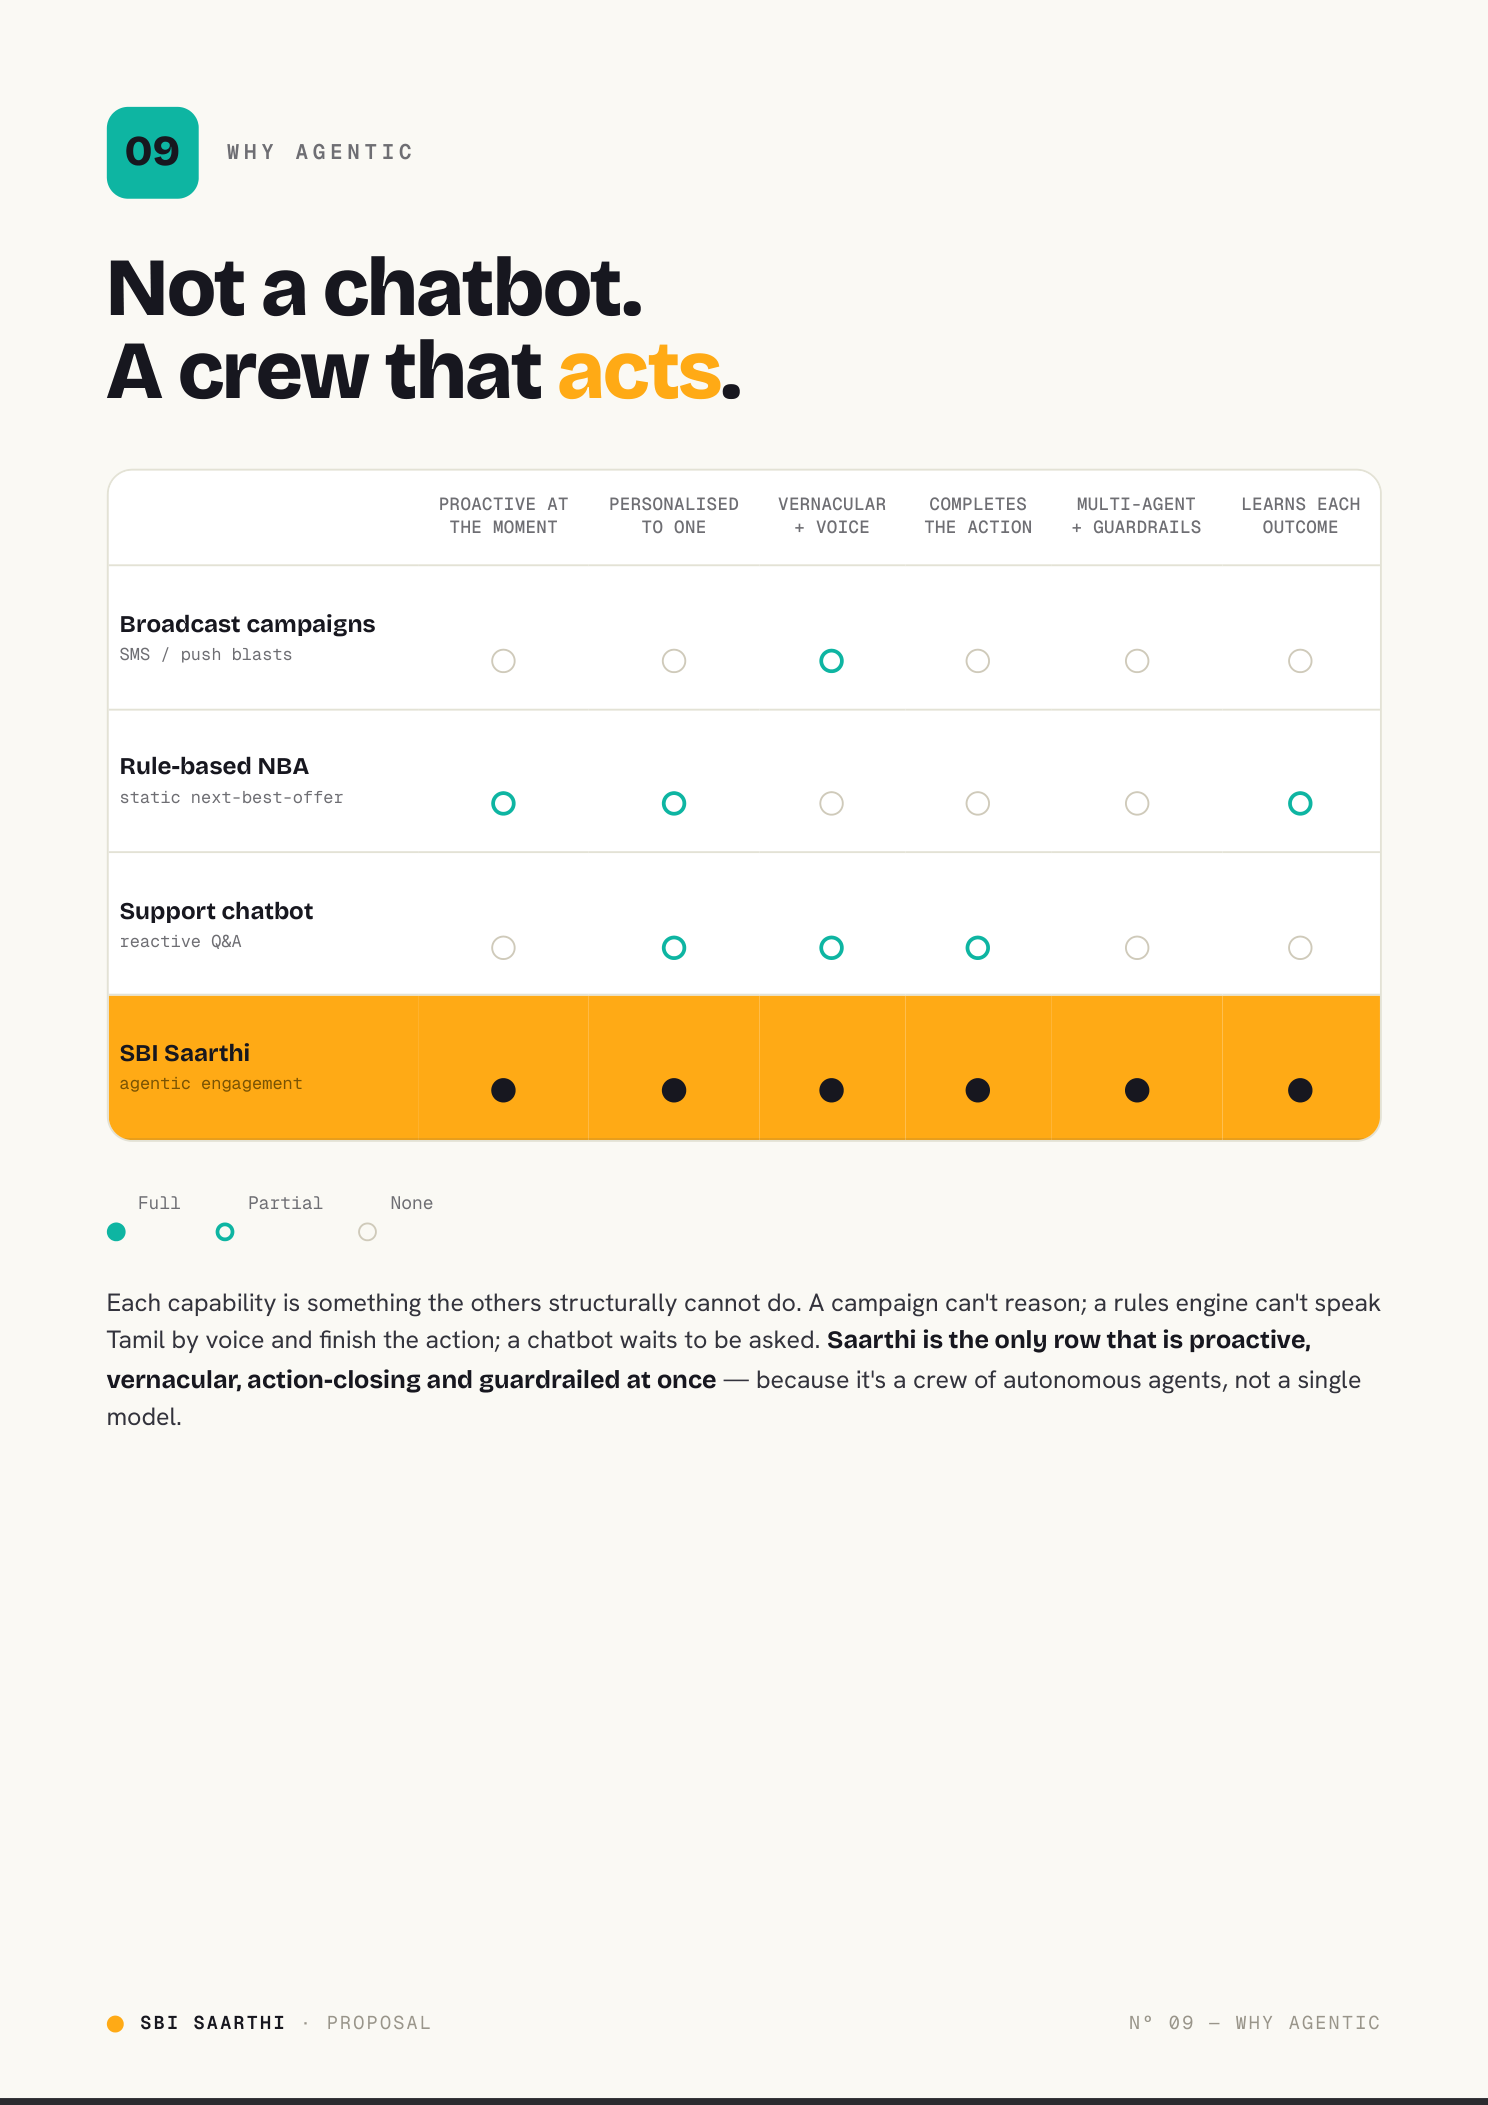 09
WHY AGENTIC
Not a chatbot.
A crew that acts.
PROACTIVE AT THE MOMENT
PERSONALISED TO ONE
VERNACULAR + VOICE
COMPLETES THE ACTION
MULTI-AGENT + GUARDRAILS
LEARNS EACH OUTCOME
Broadcast campaigns
SMS / push blasts
Rule-based NBA
static next-best-offer
Support chatbot
reactive Q&A
SBI Saarthi
agentic engagement
Full Partial None
Each capability is something the others structurally cannot do. A campaign can't reason; a rules engine can't speak
Tamil by voice and finish the action; a chatbot waits to be asked. Saarthi is the only row that is proactive,
vernacular, action-closing and guardrailed at once — because it's a crew of autonomous agents, not a single
model.
SBI SAARTHI · PROPOSAL
Nº 09 — WHY AGENTIC